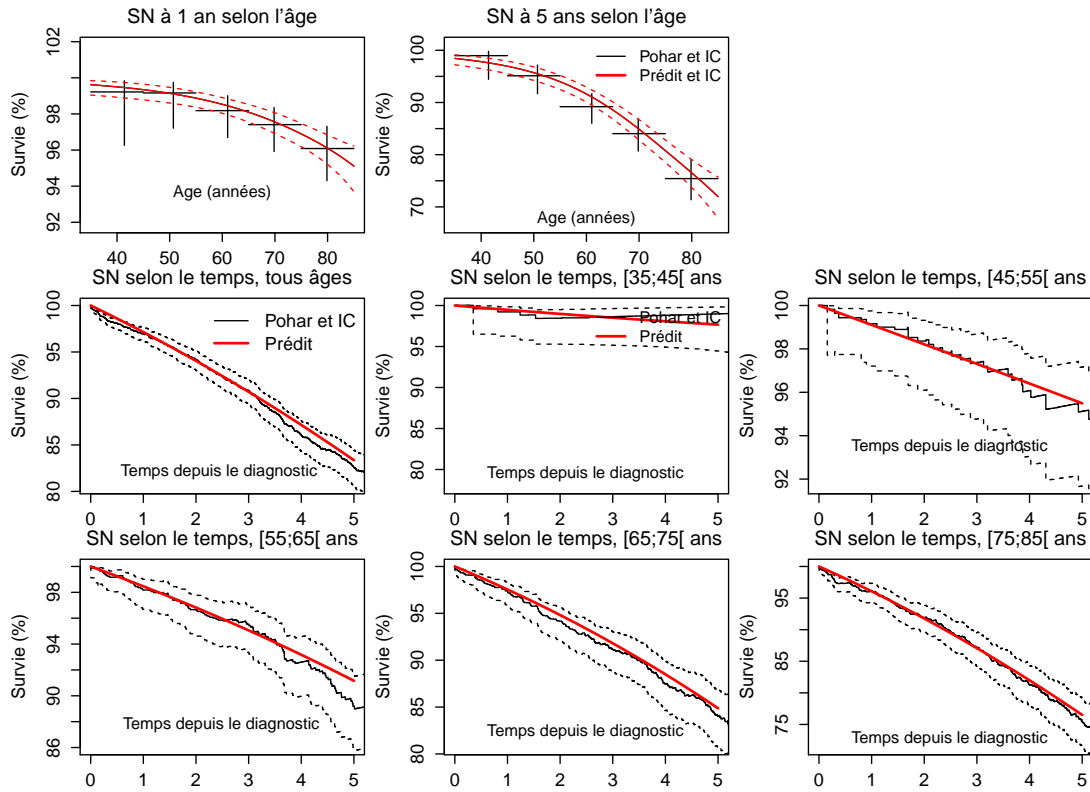 SN à 1 an selon l'âge
Survie (%)
102
98
96
94
92
Age (années)
40 50 60 70 80
SN à 5 ans selon l'âge
Survie (%)
100
90
80
70
Pohar et IC
Prédit et IC
Age (années)
40 50 60 70 80
SN selon le temps, tous âges
Survie (%)
100
95
90
85
80
Pohar et IC
Prédit
Temps depuis le diagnostic
0 1 2 3 4 5
SN selon le temps, [35;45[ ans
Survie (%)
100
95
90
85
80
Pohar et IC
Prédit
Temps depuis le diagnostic
0 1 2 3 4 5
SN selon le temps, [45;55[ ans
Survie (%)
100
98
96
94
92
Temps depuis le diagnostic
0 1 2 3 4 5
SN selon le temps, [55;65[ ans
Survie (%)
98
94
90
86
Temps depuis le diagnostic
0 1 2 3 4 5
SN selon le temps, [65;75[ ans
Survie (%)
100
95
90
85
80
Temps depuis le diagnostic
0 1 2 3 4 5
SN selon le temps, [75;85[ ans
Survie (%)
95
85
75
Temps depuis le diagnostic
0 1 2 3 4 5